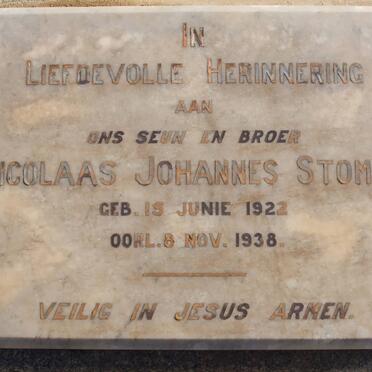 IN
LIEFDEVOLLE HERINNERING
AAN
ONS SEUN EN BROER
ICOLAAS JOHANNES STOM
GEB. 15 JUNIE 1922
OORL. 8 NOV. 1938.
VEILIG IN JESUS ARMEN.